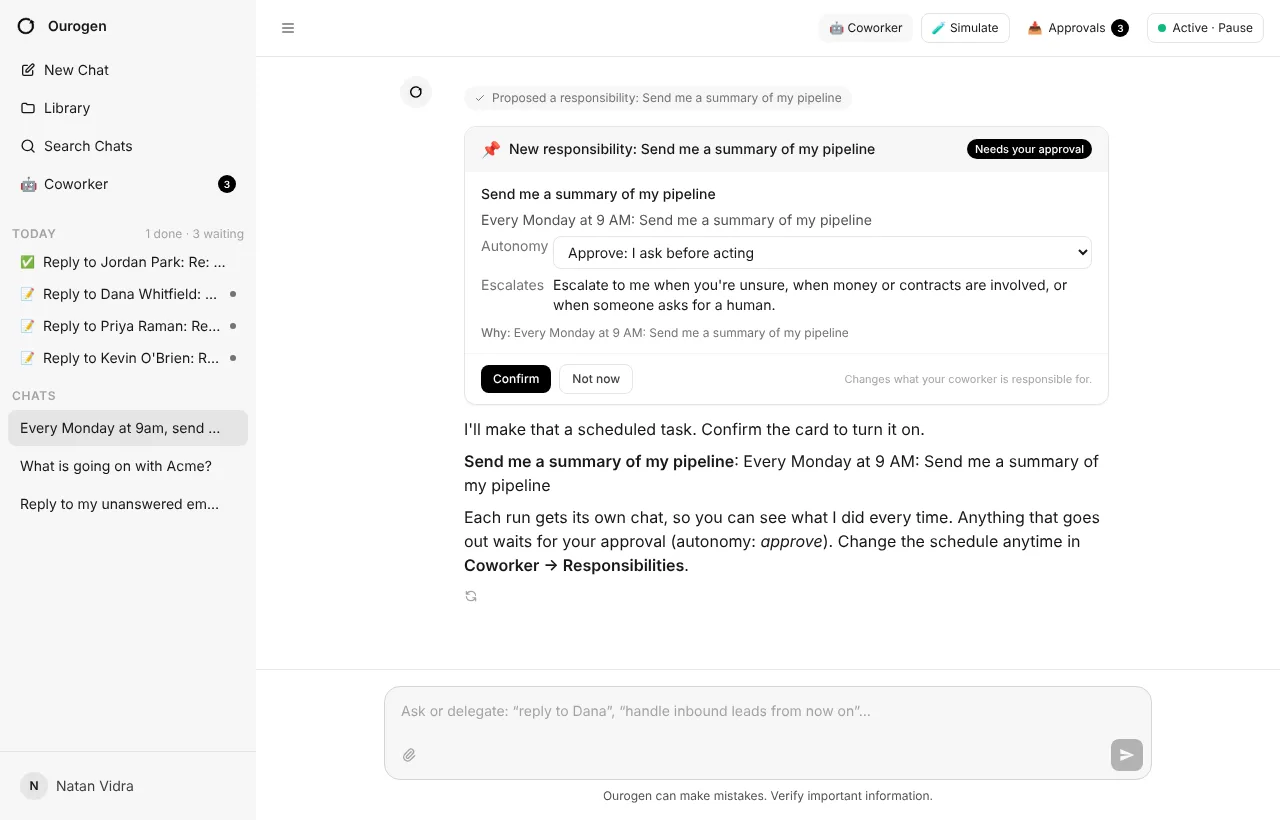 Ourogen
New Chat
Library
Search Chats
Coworker 3
TODAY 1 done · 3 waiting
Reply to Jordan Park: Re: ...
Reply to Dana Whitfield: ...
Reply to Priya Raman: Re...
Reply to Kevin O'Brien: R...
CHATS
Every Monday at 9am, send ...
What is going on with Acme?
Reply to my unanswered em...
N Natan Vidra
Coworker Simulate Approvals 3 Active · Pause
Proposed a responsibility: Send me a summary of my pipeline
New responsibility: Send me a summary of my pipeline Needs your approval
Send me a summary of my pipeline
Every Monday at 9 AM: Send me a summary of my pipeline
Autonomy Approve: I ask before acting
Escalates Escalate to me when you're unsure, when money or contracts are involved, or
when someone asks for a human.
Why: Every Monday at 9 AM: Send me a summary of my pipeline
Confirm Not now Changes what your coworker is responsible for.
I'll make that a scheduled task. Confirm the card to turn it on.
Send me a summary of my pipeline: Every Monday at 9 AM: Send me a summary of
my pipeline
Each run gets its own chat, so you can see what I did every time. Anything that goes
out waits for your approval (autonomy: approve). Change the schedule anytime in
Coworker → Responsibilities.
Ask or delegate: “reply to Dana”, “handle inbound leads from now on”...
Ourogen can make mistakes. Verify important information.